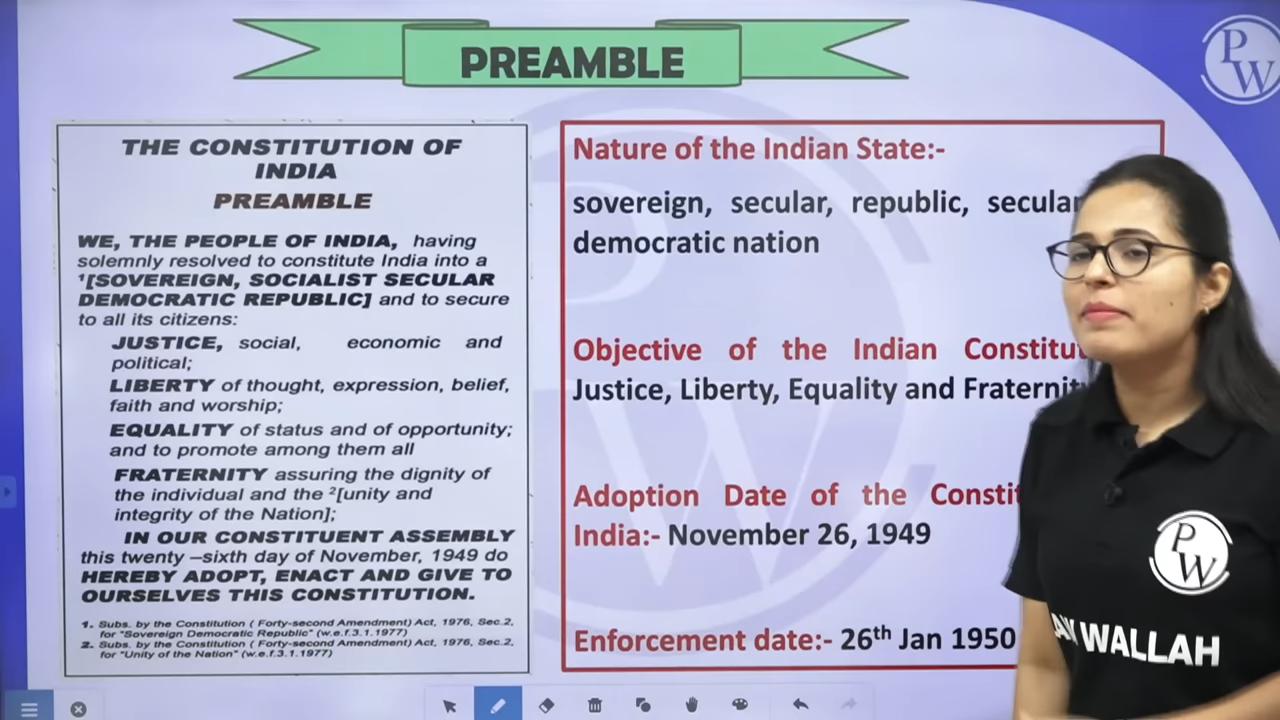 PREAMBLE
PW
THE CONSTITUTION OF
INDIA
PREAMBLE
WE, THE PEOPLE OF INDIA, having
solemnly resolved to constitute India into a
¹[SOVEREIGN, SOCIALIST SECULAR
DEMOCRATIC REPUBLIC] and to secure
to all its citizens:
JUSTICE, social, economic and
political;
LIBERTY of thought, expression, belief,
faith and worship;
EQUALITY of status and of opportunity;
and to promote among them all
FRATERNITY assuring the dignity of
the individual and the ²[unity and
integrity of the Nation];
IN OUR CONSTITUENT ASSEMBLY
this twenty –sixth day of November, 1949 do
HEREBY ADOPT, ENACT AND GIVE TO
OURSELVES THIS CONSTITUTION.
1. Subs. by the Constitution ( Forty-second Amendment) Act, 1976, Sec.2,
for "Sovereign Democratic Republic" (w.e.f.3.1.1977)
2. Subs. by the Constitution ( Forty-second Amendment) Act, 1976, Sec.2,
for "Unity of the Nation" (w.e.f.3.1.1977)
Nature of the Indian State:-
sovereign, secular, republic, secular
democratic nation
Objective of the Indian Constitu
Justice, Liberty, Equality and Fraternit
Adoption Date of the Constit
India:- November 26, 1949
Enforcement date:- 26th Jan 1950
PW
PW
WALLAH